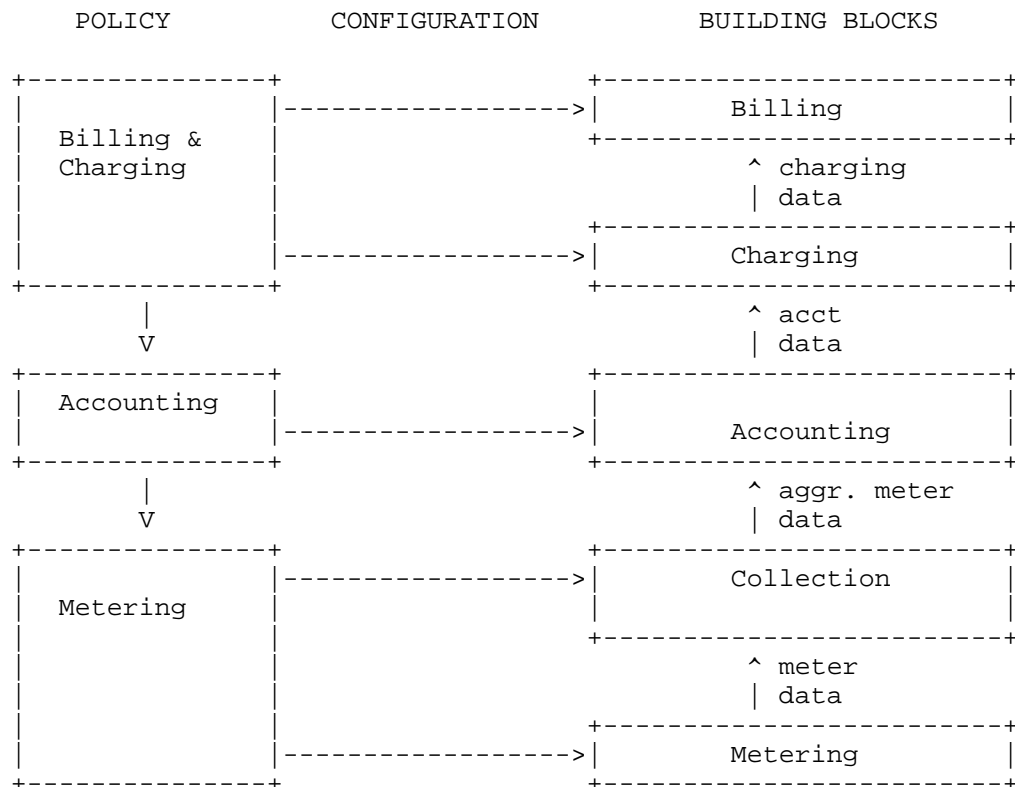 POLICY CONFIGURATION BUILDING BLOCKS
Billing
Billing &
Charging
^ charging
| data
Charging
| ^ acct
V | data
Accounting
Accounting
| ^ aggr. meter
V | data
Collection
Metering
^ meter
| data
Metering